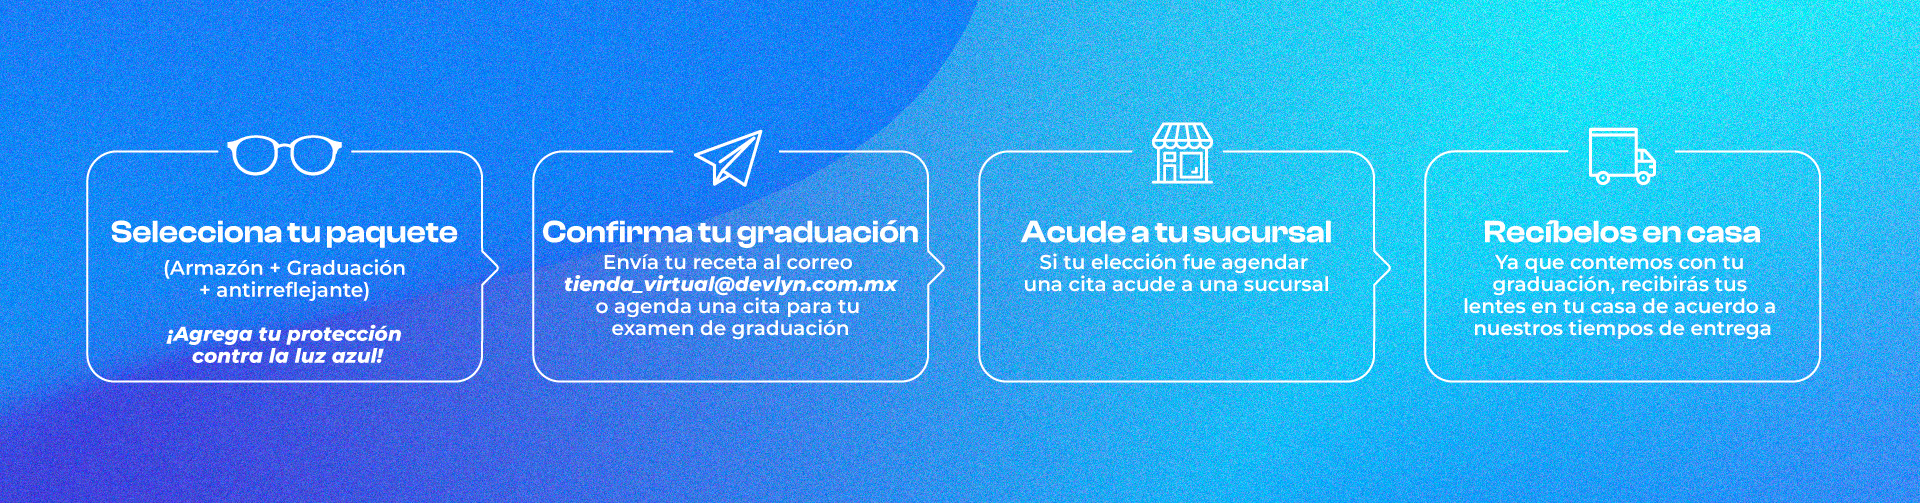 Selecciona tu paquete
(Armazón + Graduación
+ antirreflejante)
¡Agrega tu protección
contra la luz azul!
Confirma tu graduación
Envía tu receta al correo
tienda_virtual@devlyn.com.mx
o agenda una cita para tu
examen de graduación
Acude a tu sucursal
Si tu elección fue agendar
una cita acude a una sucursal
Recíbelos en casa
Ya que contemos con tu
graduación, recibirás tus
lentes en tu casa de acuerdo a
nuestros tiempos de entrega